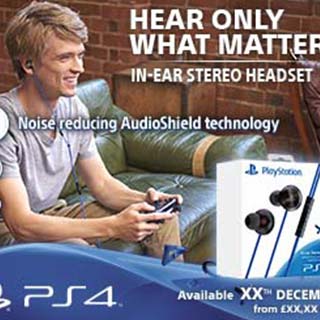 HEAR ONLY
WHAT MATTER
IN-EAR STEREO HEADSET
Noise reducing AudioShield technology
PlayStation
PS4
Available XXTH DECEM
from £XX,XX